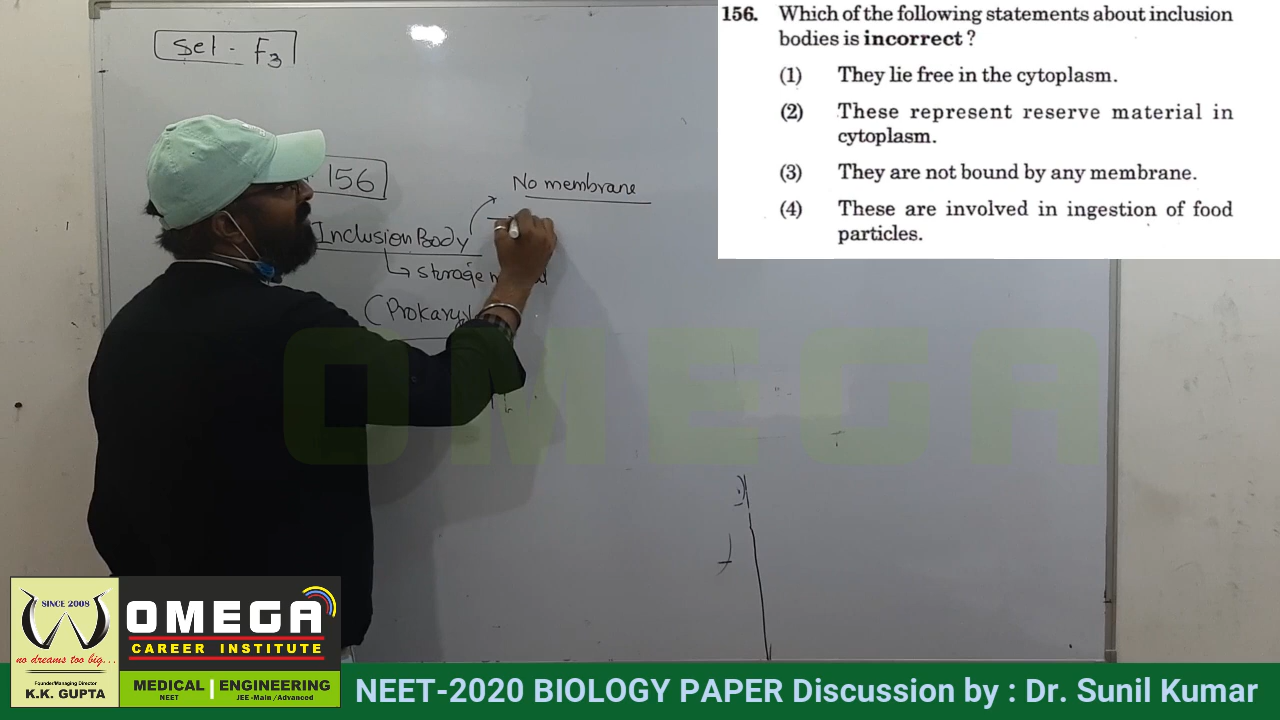 Set - F3
156
Inclusion Body
No membrane
storage
(Prokaryo
156. Which of the following statements about inclusion
bodies is incorrect ?
(1) They lie free in the cytoplasm.
(2) These represent reserve material in
cytoplasm.
(3) They are not bound by any membrane.
(4) These are involved in ingestion of food
particles.
OMEGA
SINCE 2008
no dreams too big...
Founder/Managing Director
K.K. GUPTA
OMEGA
CAREER INSTITUTE
MEDICAL | ENGINEERING
NEET JEE-Main /Advanced
NEET-2020 BIOLOGY PAPER Discussion by : Dr. Sunil Kumar